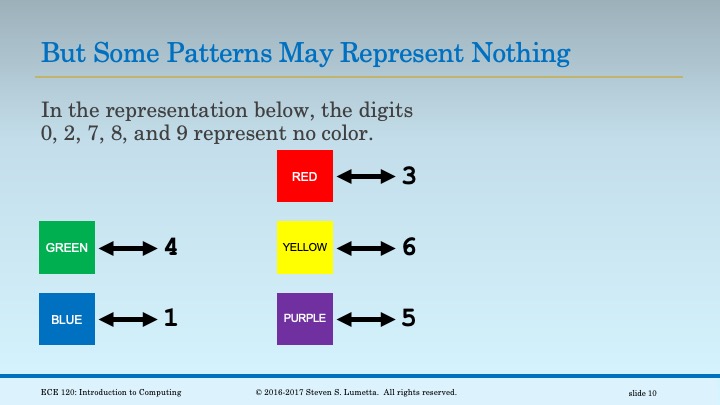 But Some Patterns May Represent Nothing
In the representation below, the digits
0, 2, 7, 8, and 9 represent no color.
RED 3
GREEN 4 YELLOW 6
BLUE 1 PURPLE 5
ECE 120: Introduction to Computing © 2016-2017 Steven S. Lumetta. All rights reserved. slide 10